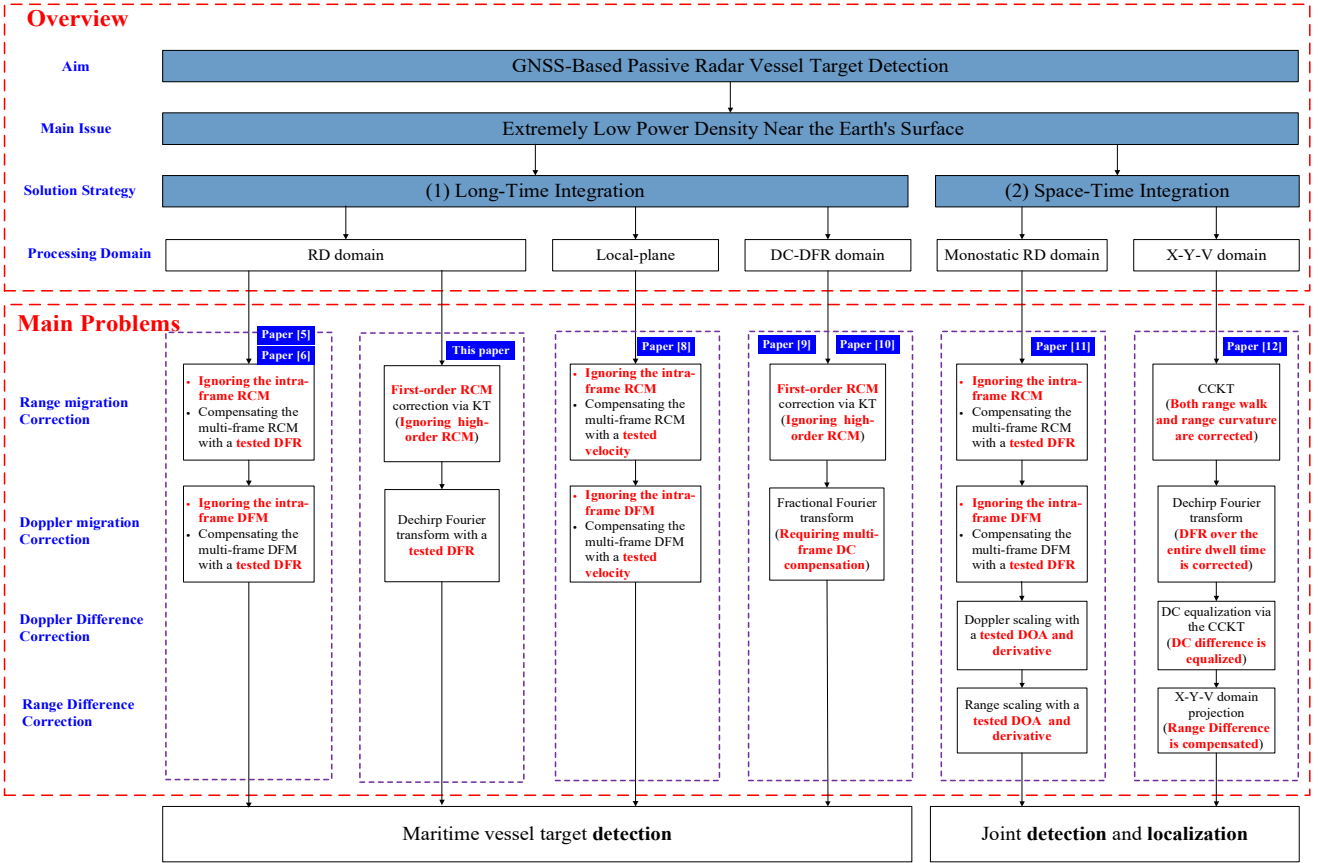 Overview
Aim
GNSS-Based Passive Radar Vessel Target Detection
Main Issue
Extremely Low Power Density Near the Earth's Surface
Solution Strategy
(1) Long-Time Integration
(2) Space-Time Integration
Processing Domain
RD domain
Local-plane
DC-DFR domain
Monostatic RD domain
X-Y-V domain
Main Problems
Range migration
Correction
Doppler migration
Correction
Doppler Difference
Correction
Range Difference
Correction
Paper [5]
Paper [6]
• Ignoring the intra-
frame RCM
• Compensating the
multi-frame RCM
with a tested DFR
• Ignoring the intra-
frame DFM
• Compensating the
multi-frame DFM
with a tested DFR
This paper
First-order RCM
correction via KT
(Ignoring high-
order RCM)
Dechirp Fourier
transform with a
tested DFR
Paper [8]
• Ignoring the intra-
frame RCM
• Compensating the
multi-frame RCM
with a tested
velocity
• Ignoring the intra-
frame DFM
• Compensating the
multi-frame DFM
with a tested
velocity
Paper [9]
Paper [10]
First-order RCM
correction via KT
(Ignoring high-
order RCM)
Fractional Fourier
transform
(Requiring multi-
frame DC
compensation)
Paper [11]
• Ignoring the intra-
frame RCM
• Compensating the
multi-frame RCM
with a tested DFR
• Ignoring the intra-
frame DFM
• Compensating the
multi-frame DFM
with a tested DFR
Doppler scaling with
a tested DOA and
derivative
Range scaling with a
tested DOA and
derivative
Paper [12]
CCKT
(Both range walk
and range curvature
are corrected)
Dechirp Fourier
transform
(DFR over the
entire dwell time
is corrected)
DC equalization via
the CCKT
(DC difference is
equalized)
X-Y-V domain
projection
(Range Difference
is compensated)
Maritime vessel target detection
Joint detection and localization